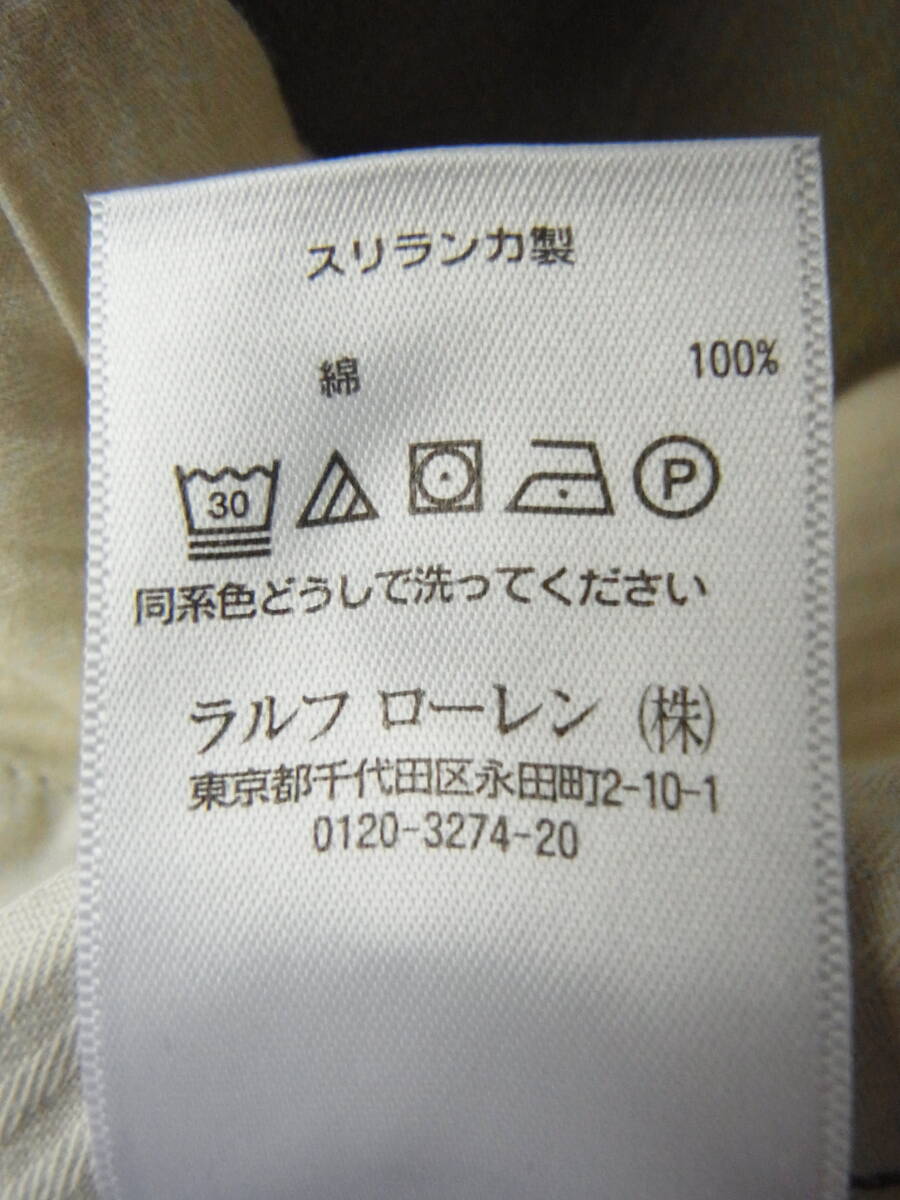 スリランカ製
綿 100%
30 P
同系色どうしで洗ってください
ラルフ ローレン (株)
東京都千代田区永田町2-10-1
0120-3274-20